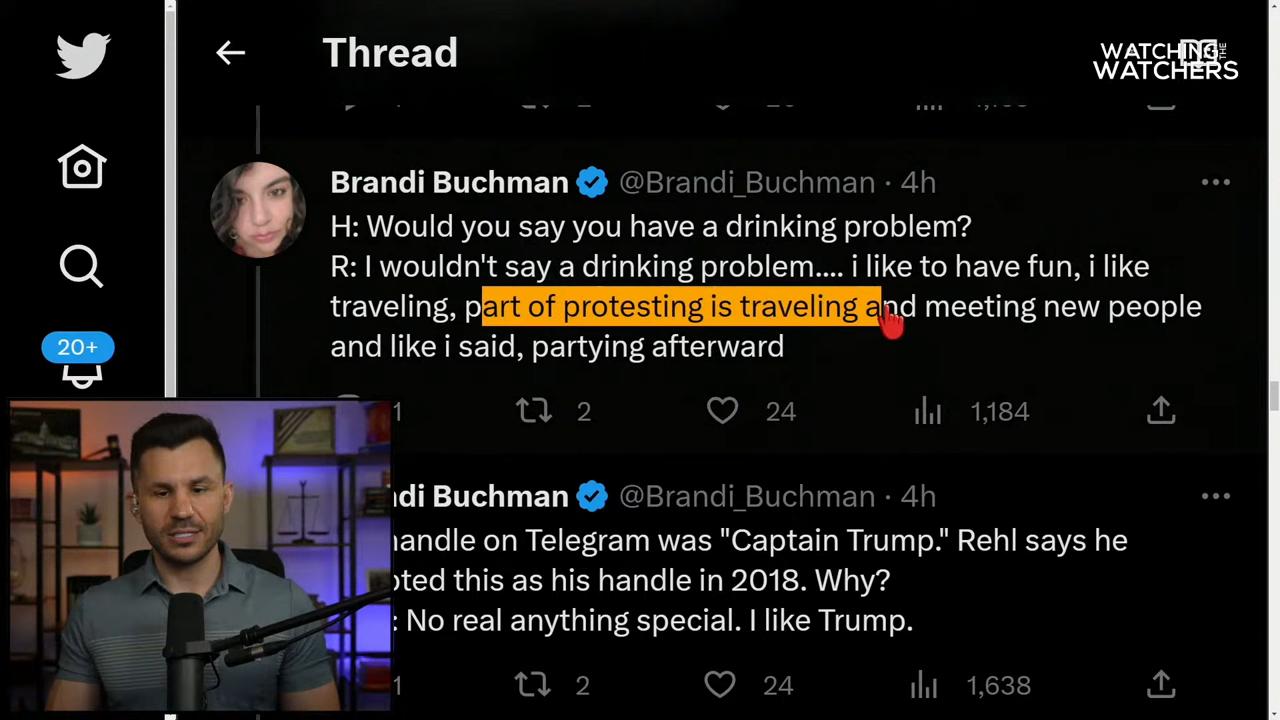 Thread
WATCHING THE
WATCHERS
Brandi Buchman @Brandi_Buchman · 4h
H: Would you say you have a drinking problem?
R: I wouldn't say a drinking problem.... i like to have fun, i like
traveling, part of protesting is traveling and meeting new people
and like i said, partying afterward
1 2 24 1,184
20+
di Buchman @Brandi_Buchman · 4h
handle on Telegram was "Captain Trump." Rehl says he
oted this as his handle in 2018. Why?
: No real anything special. I like Trump.
1 2 24 1,638